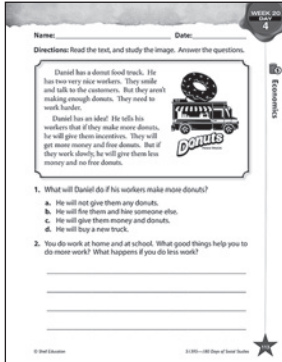 WEEK 20
DAY
4
Name: Date:
Directions: Read the text, and study the image. Answer the questions.
Daniel has a donut food truck. He
has two very nice workers. They smile
and talk to the customers. But they aren't
making enough donuts. They need to
work harder.
Daniel has an idea! He tells his
workers that if they make more donuts,
he will give them incentives. They will
get more money and free donuts. But if
they work slowly, he will give them less
money and no free donuts.
Donuts
Economics
1. What will Daniel do if his workers make more donuts?
a. He will not give them any donuts.
b. He will fire them and hire someone else.
c. He will give them money and donuts.
d. He will buy a new truck.
2. You do work at home and at school. What good things help you to
do more work? What happens if you do less work?
© Shell Education
51393—180 Days of Social Studies